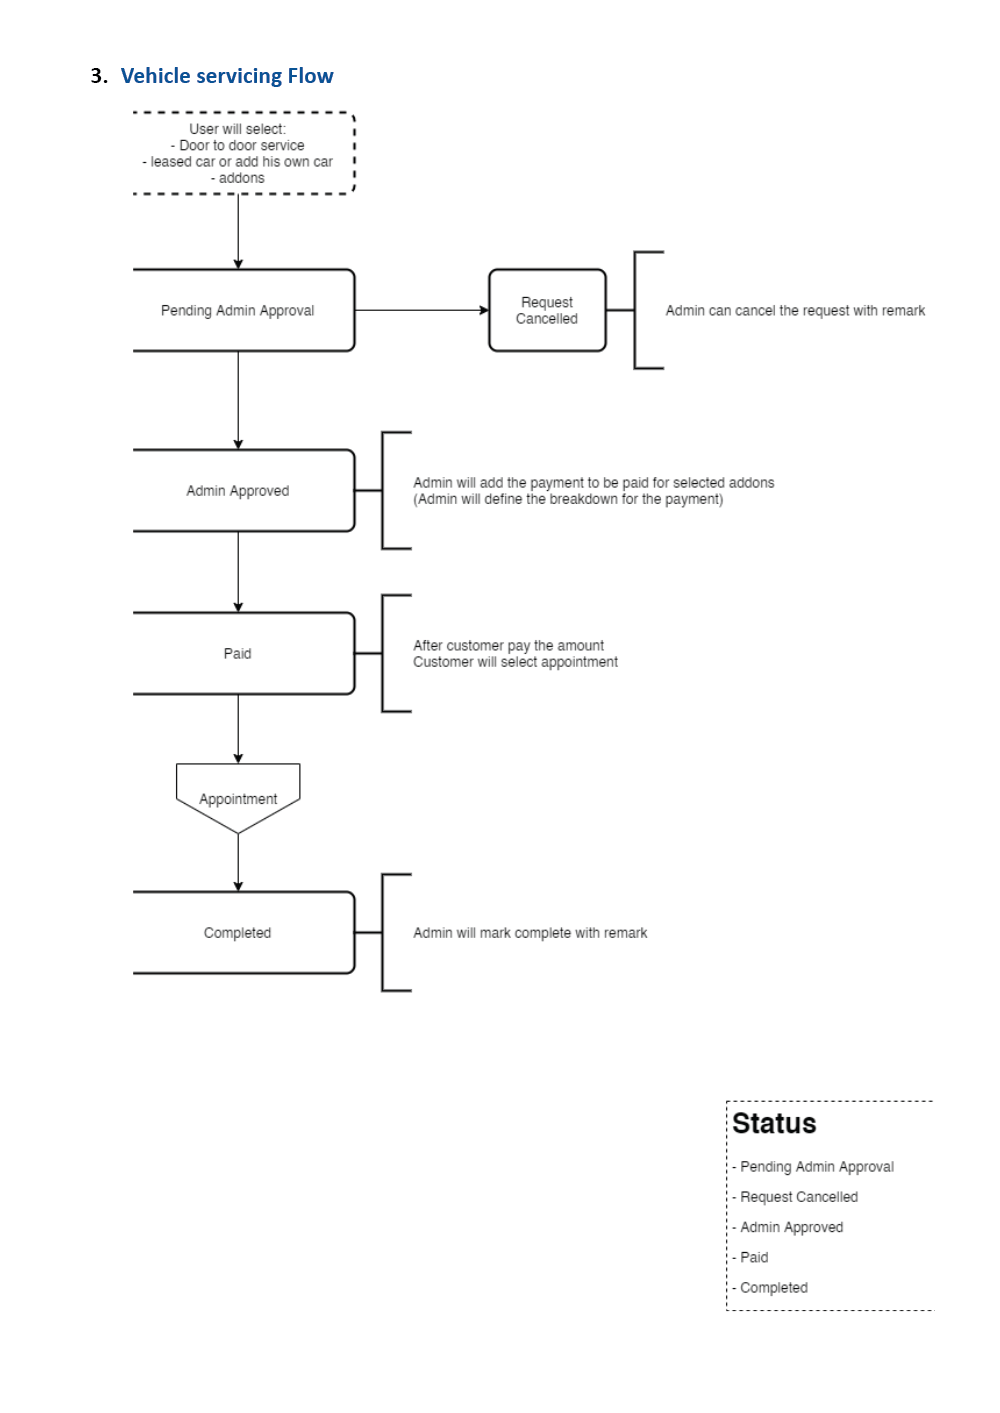 3. Vehicle servicing Flow
User will select:
- Door to door service
- leased car or add his own car
- addons
Pending Admin Approval
Request
Cancelled
Admin can cancel the request with remark
Admin Approved
Admin will add the payment to be paid for selected addons
(Admin will define the breakdown for the payment)
Paid
After customer pay the amount
Customer will select appointment
Appointment
Completed
Admin will mark complete with remark
Status
- Pending Admin Approval
- Request Cancelled
- Admin Approved
- Paid
- Completed